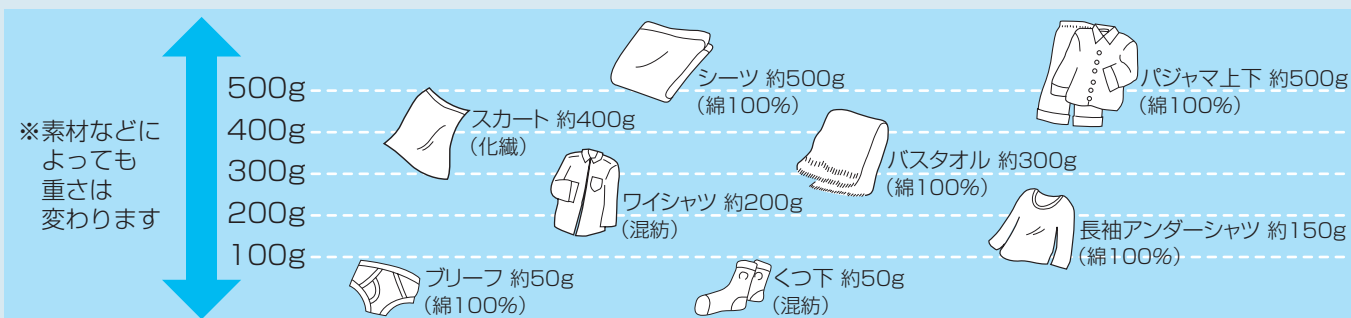 ※素材などに
よっても
重さは
変わります
500g
400g
300g
200g
100g
シーツ 約500g
(綿100%)
パジャマ上下 約500g
(綿100%)
スカート 約400g
(化繊)
バスタオル 約300g
(綿100%)
ワイシャツ 約200g
(混紡)
長袖アンダーシャツ 約150g
(綿100%)
ブリーフ 約50g
(綿100%)
くつ下 約50g
(混紡)